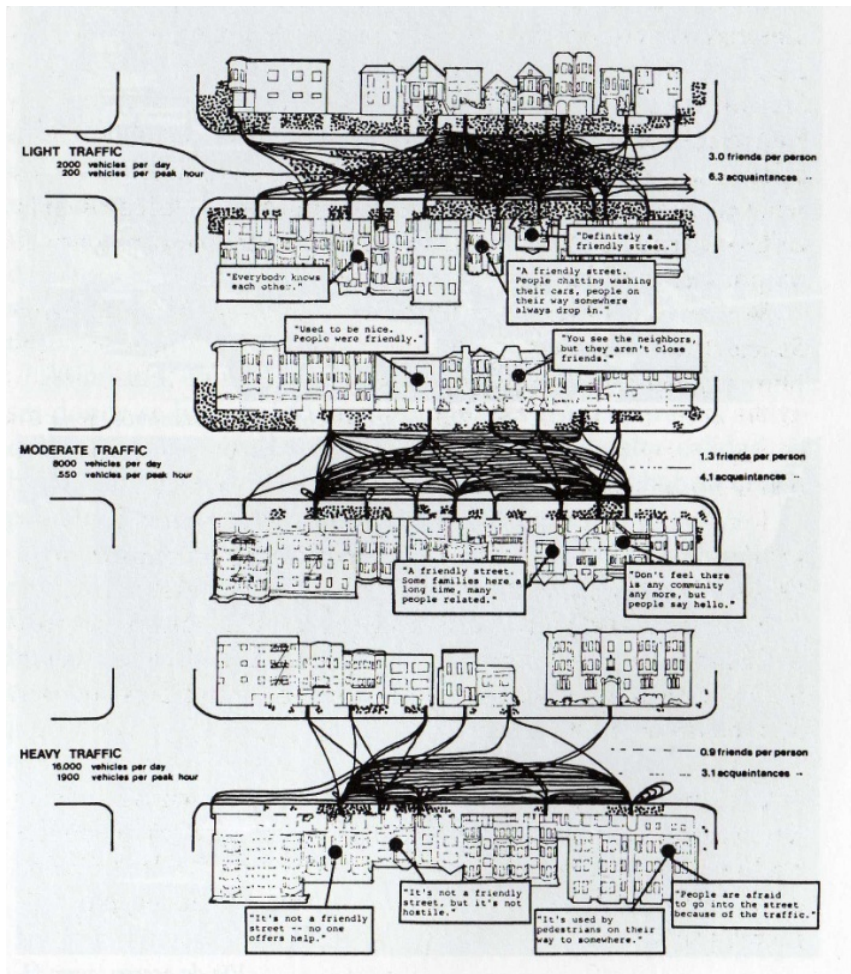 LIGHT TRAFFIC
2000 vehicles per day
200 vehicles per peak hour
3.0 friends per person
6.3 acquaintances
"Definitely a
friendly street."
"Everybody knows
each other."
"A friendly street.
People chatting washing
their cars, people on
their way somewhere
always drop in."
"Used to be nice.
People were friendly."
"You see the neighbors,
but they aren't close
friends."
MODERATE TRAFFIC
8000 vehicles per day
550 vehicles per peak hour
1.3 friends per person
4.1 acquaintances
"A friendly street.
Some families here a
long time, many
people related."
"Don't feel there
is any community
any more, but
people say hello."
HEAVY TRAFFIC
16.000 vehicles per day
1900 vehicles per peak hour
0.9 friends per person
3.1 acquaintances
"It's not a friendly
street -- no one
offers help."
"It's not a friendly
street, but it's not
hostile."
"It's used by
pedestrians on their
way to somewhere."
"People are afraid
to go into the street
because of the traffic."